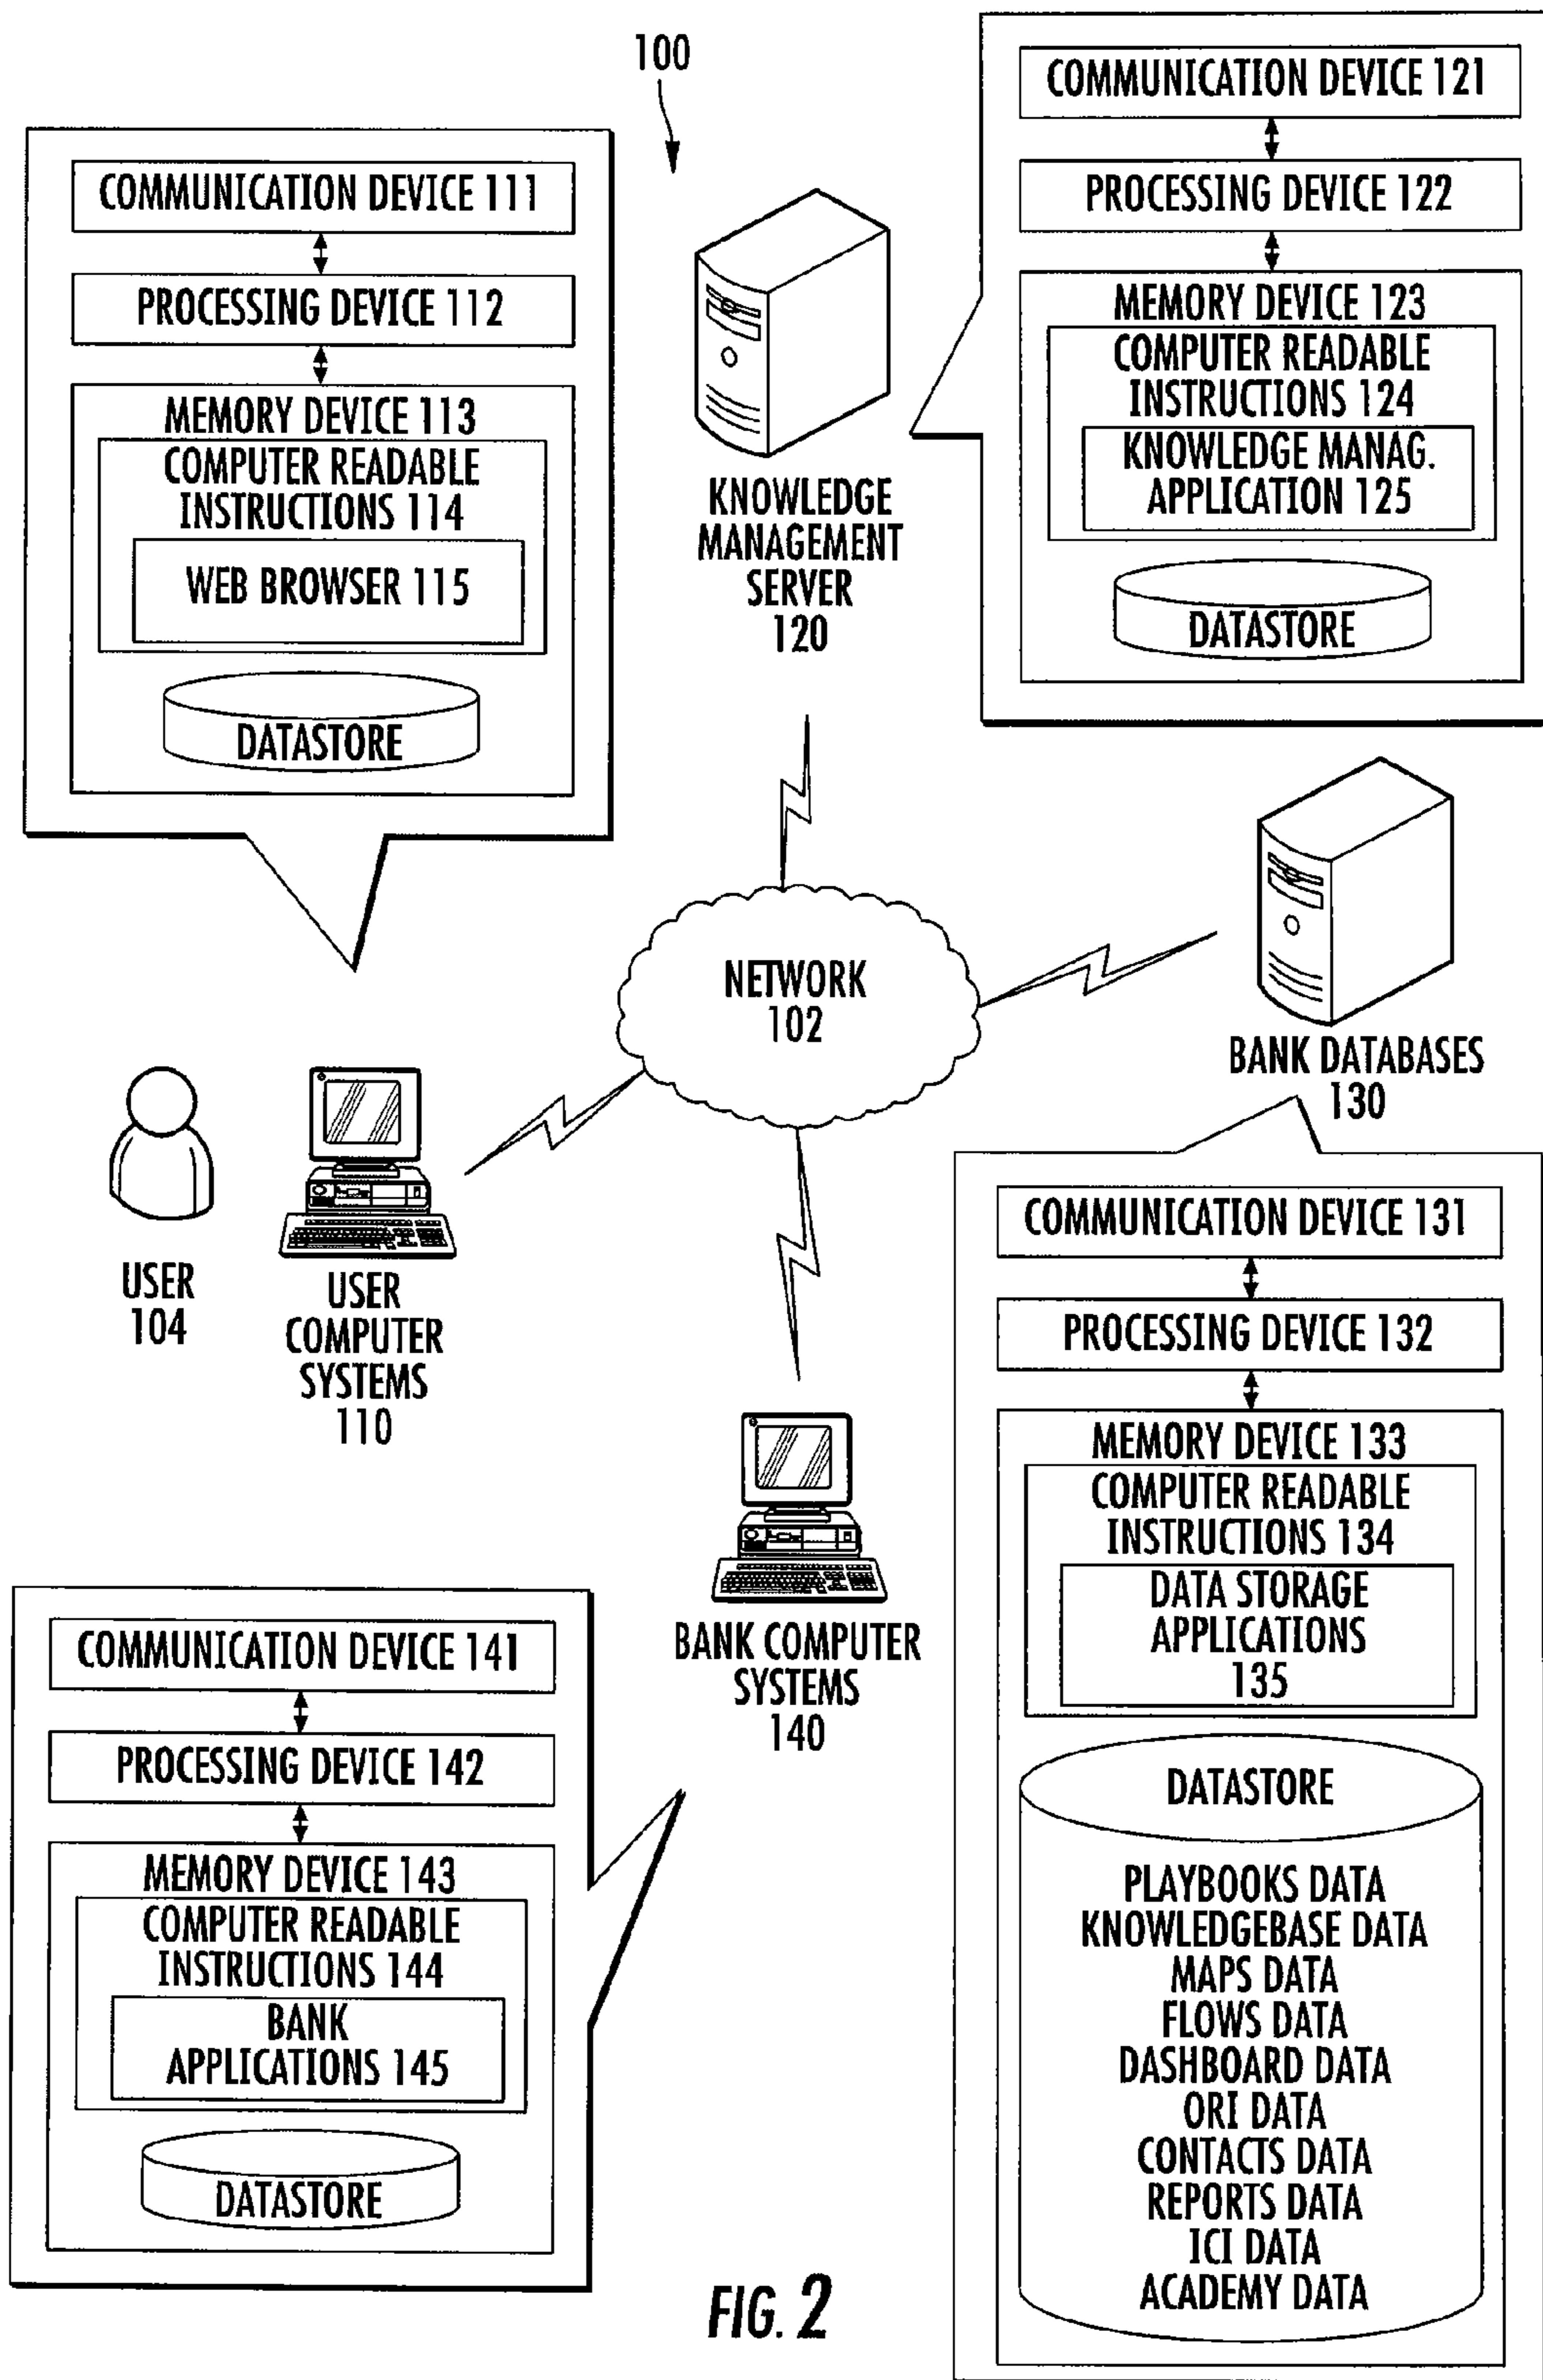 100
COMMUNICATION DEVICE 111
PROCESSING DEVICE 112
MEMORY DEVICE 113
COMPUTER READABLE
INSTRUCTIONS 114
WEB BROWSER 115
DATASTORE
KNOWLEDGE
MANAGEMENT
SERVER
120
COMMUNICATION DEVICE 121
PROCESSING DEVICE 122
MEMORY DEVICE 123
COMPUTER READABLE
INSTRUCTIONS 124
KNOWLEDGE MANAG.
APPLICATION 125
DATASTORE
NETWORK
102
BANK DATABASES
130
USER
104
USER
COMPUTER
SYSTEMS
110
BANK COMPUTER
SYSTEMS
140
COMMUNICATION DEVICE 131
PROCESSING DEVICE 132
MEMORY DEVICE 133
COMPUTER READABLE
INSTRUCTIONS 134
DATA STORAGE
APPLICATIONS
135
DATASTORE
PLAYBOOKS DATA
KNOWLEDGEBASE DATA
MAPS DATA
FLOWS DATA
DASHBOARD DATA
ORI DATA
CONTACTS DATA
REPORTS DATA
ICI DATA
ACADEMY DATA
COMMUNICATION DEVICE 141
PROCESSING DEVICE 142
MEMORY DEVICE 143
COMPUTER READABLE
INSTRUCTIONS 144
BANK
APPLICATIONS 145
DATASTORE
FIG. 2